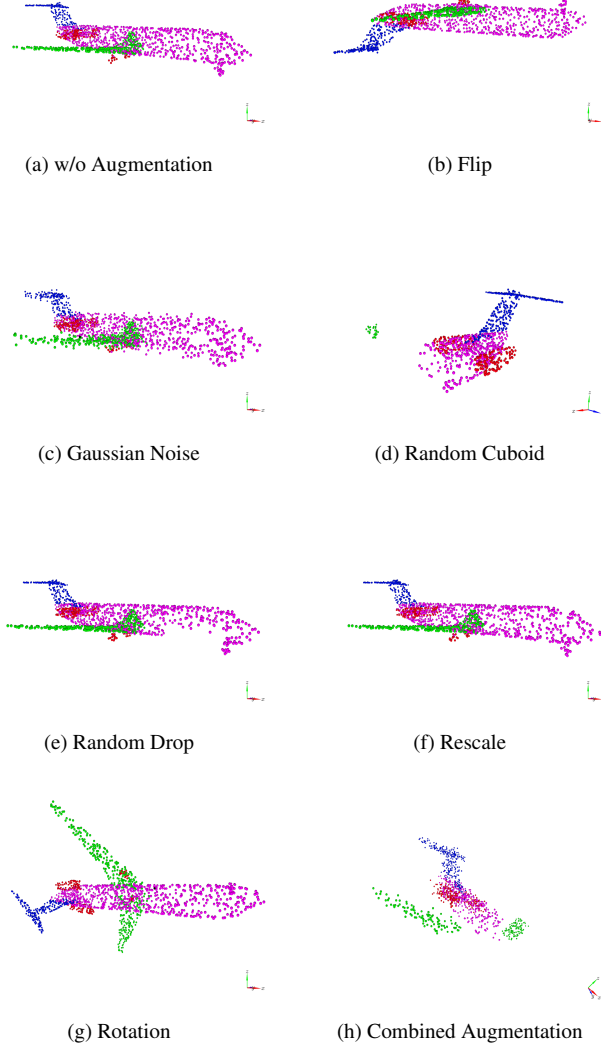 (a) w/o Augmentation
(b) Flip
(c) Gaussian Noise
(d) Random Cuboid
(e) Random Drop
(f) Rescale
(g) Rotation
(h) Combined Augmentation